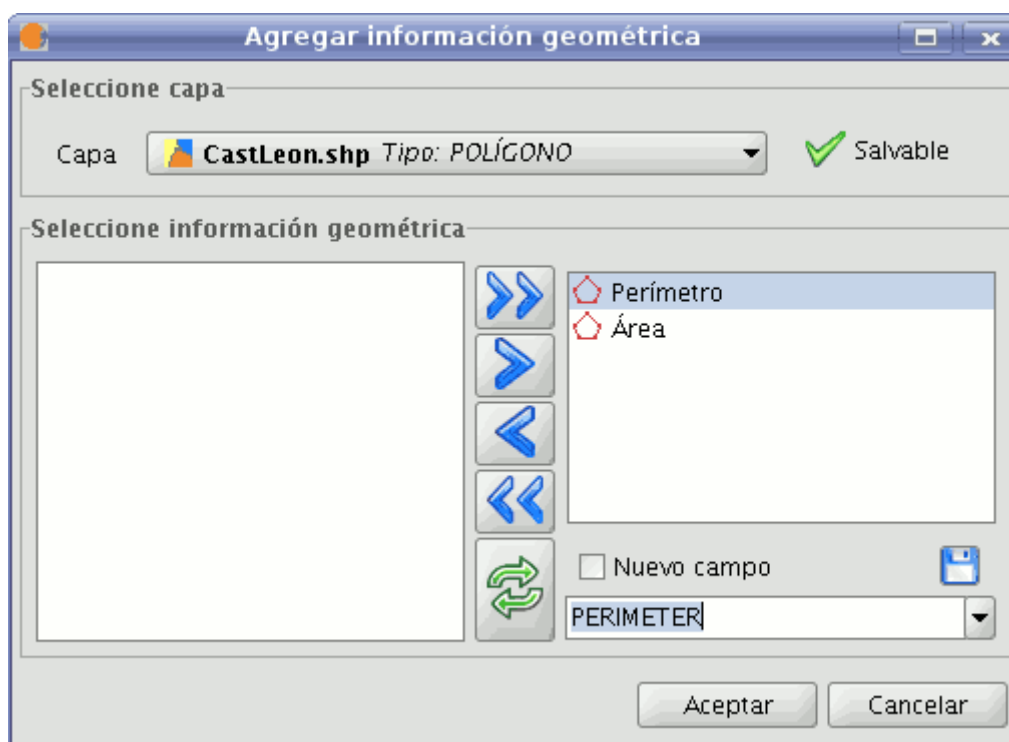 Agregar información geométrica
Seleccione capa
Capa CastLeon.shp Tipo: POLÍGONO Salvable
Seleccione información geométrica
Perímetro
Área
Nuevo campo
PERIMETER
Aceptar Cancelar